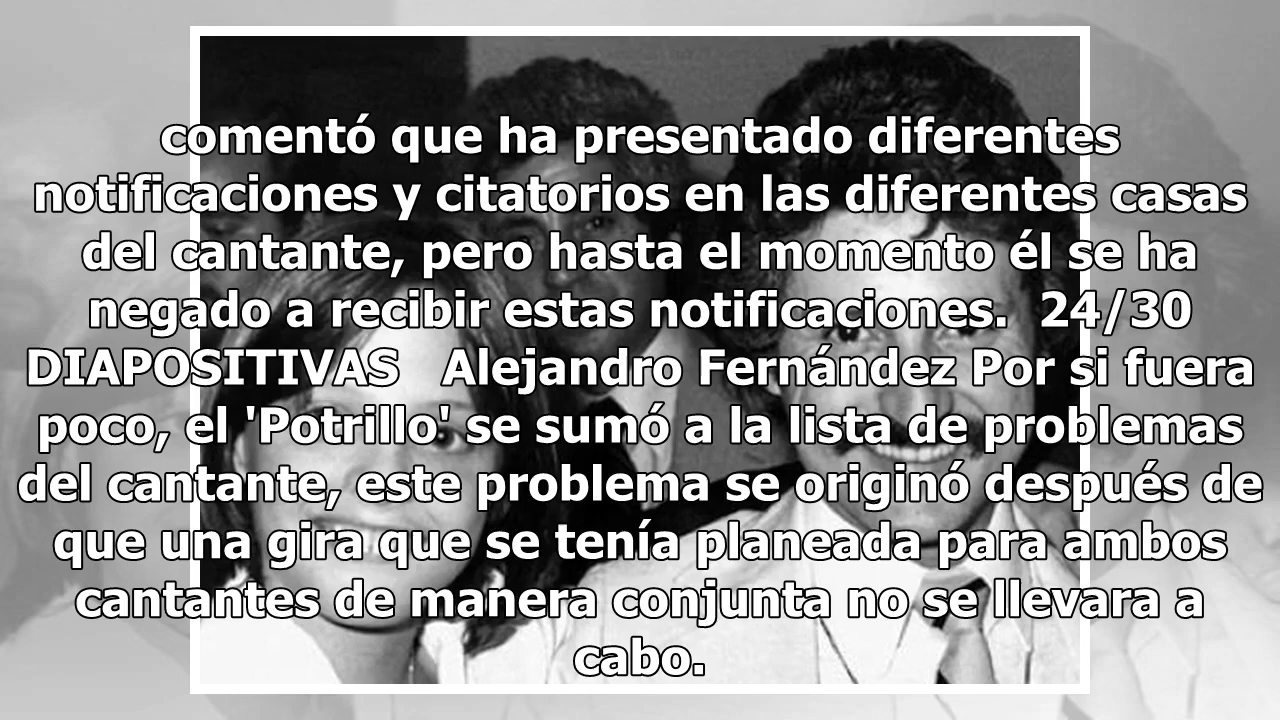 comentó que ha presentado diferentes
notificaciones y citatorios en las diferentes casas
del cantante, pero hasta el momento él se ha
negado a recibir estas notificaciones.  24/30
DIAPOSITIVAS   Alejandro Fernández Por si fuera
poco, el 'Potrillo' se sumó a la lista de problemas
del cantante, este problema se originó después de
que una gira que se tenía planeada para ambos
cantantes de manera conjunta no se llevara a
cabo.